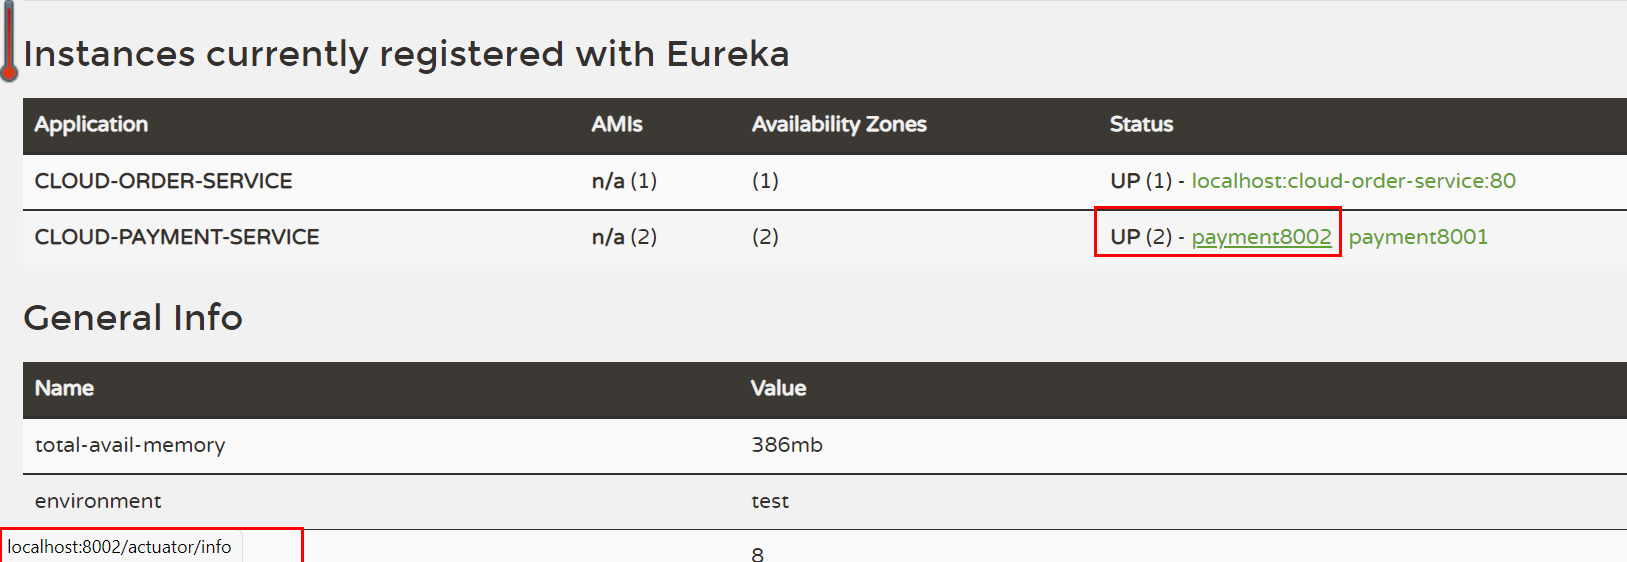 Instances currently registered with Eureka
Application AMIs Availability Zones Status
CLOUD-ORDER-SERVICE n/a (1) (1) UP (1) - localhost:cloud-order-service:80
CLOUD-PAYMENT-SERVICE n/a (2) (2) UP (2) - payment8002 payment8001
General Info
Name Value
total-avail-memory 386mb
environment test
localhost:8002/actuator/info 8